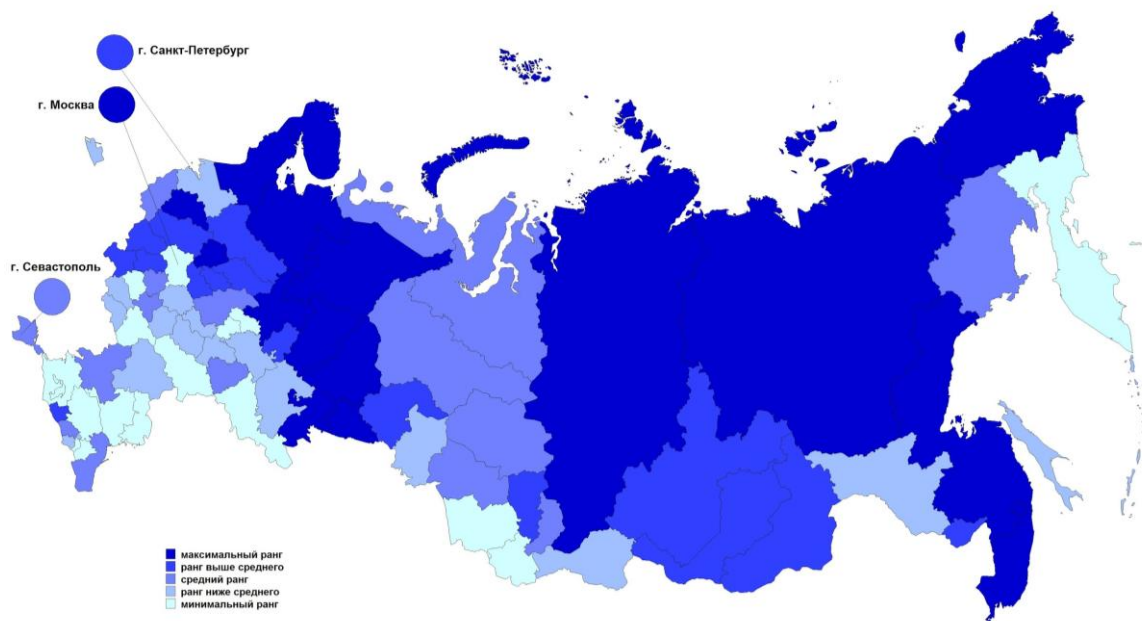 г. Санкт-Петербург
г. Москва
г. Севастополь
максимальный ранг
ранг выше среднего
средний ранг
ранг ниже среднего
минимальный ранг